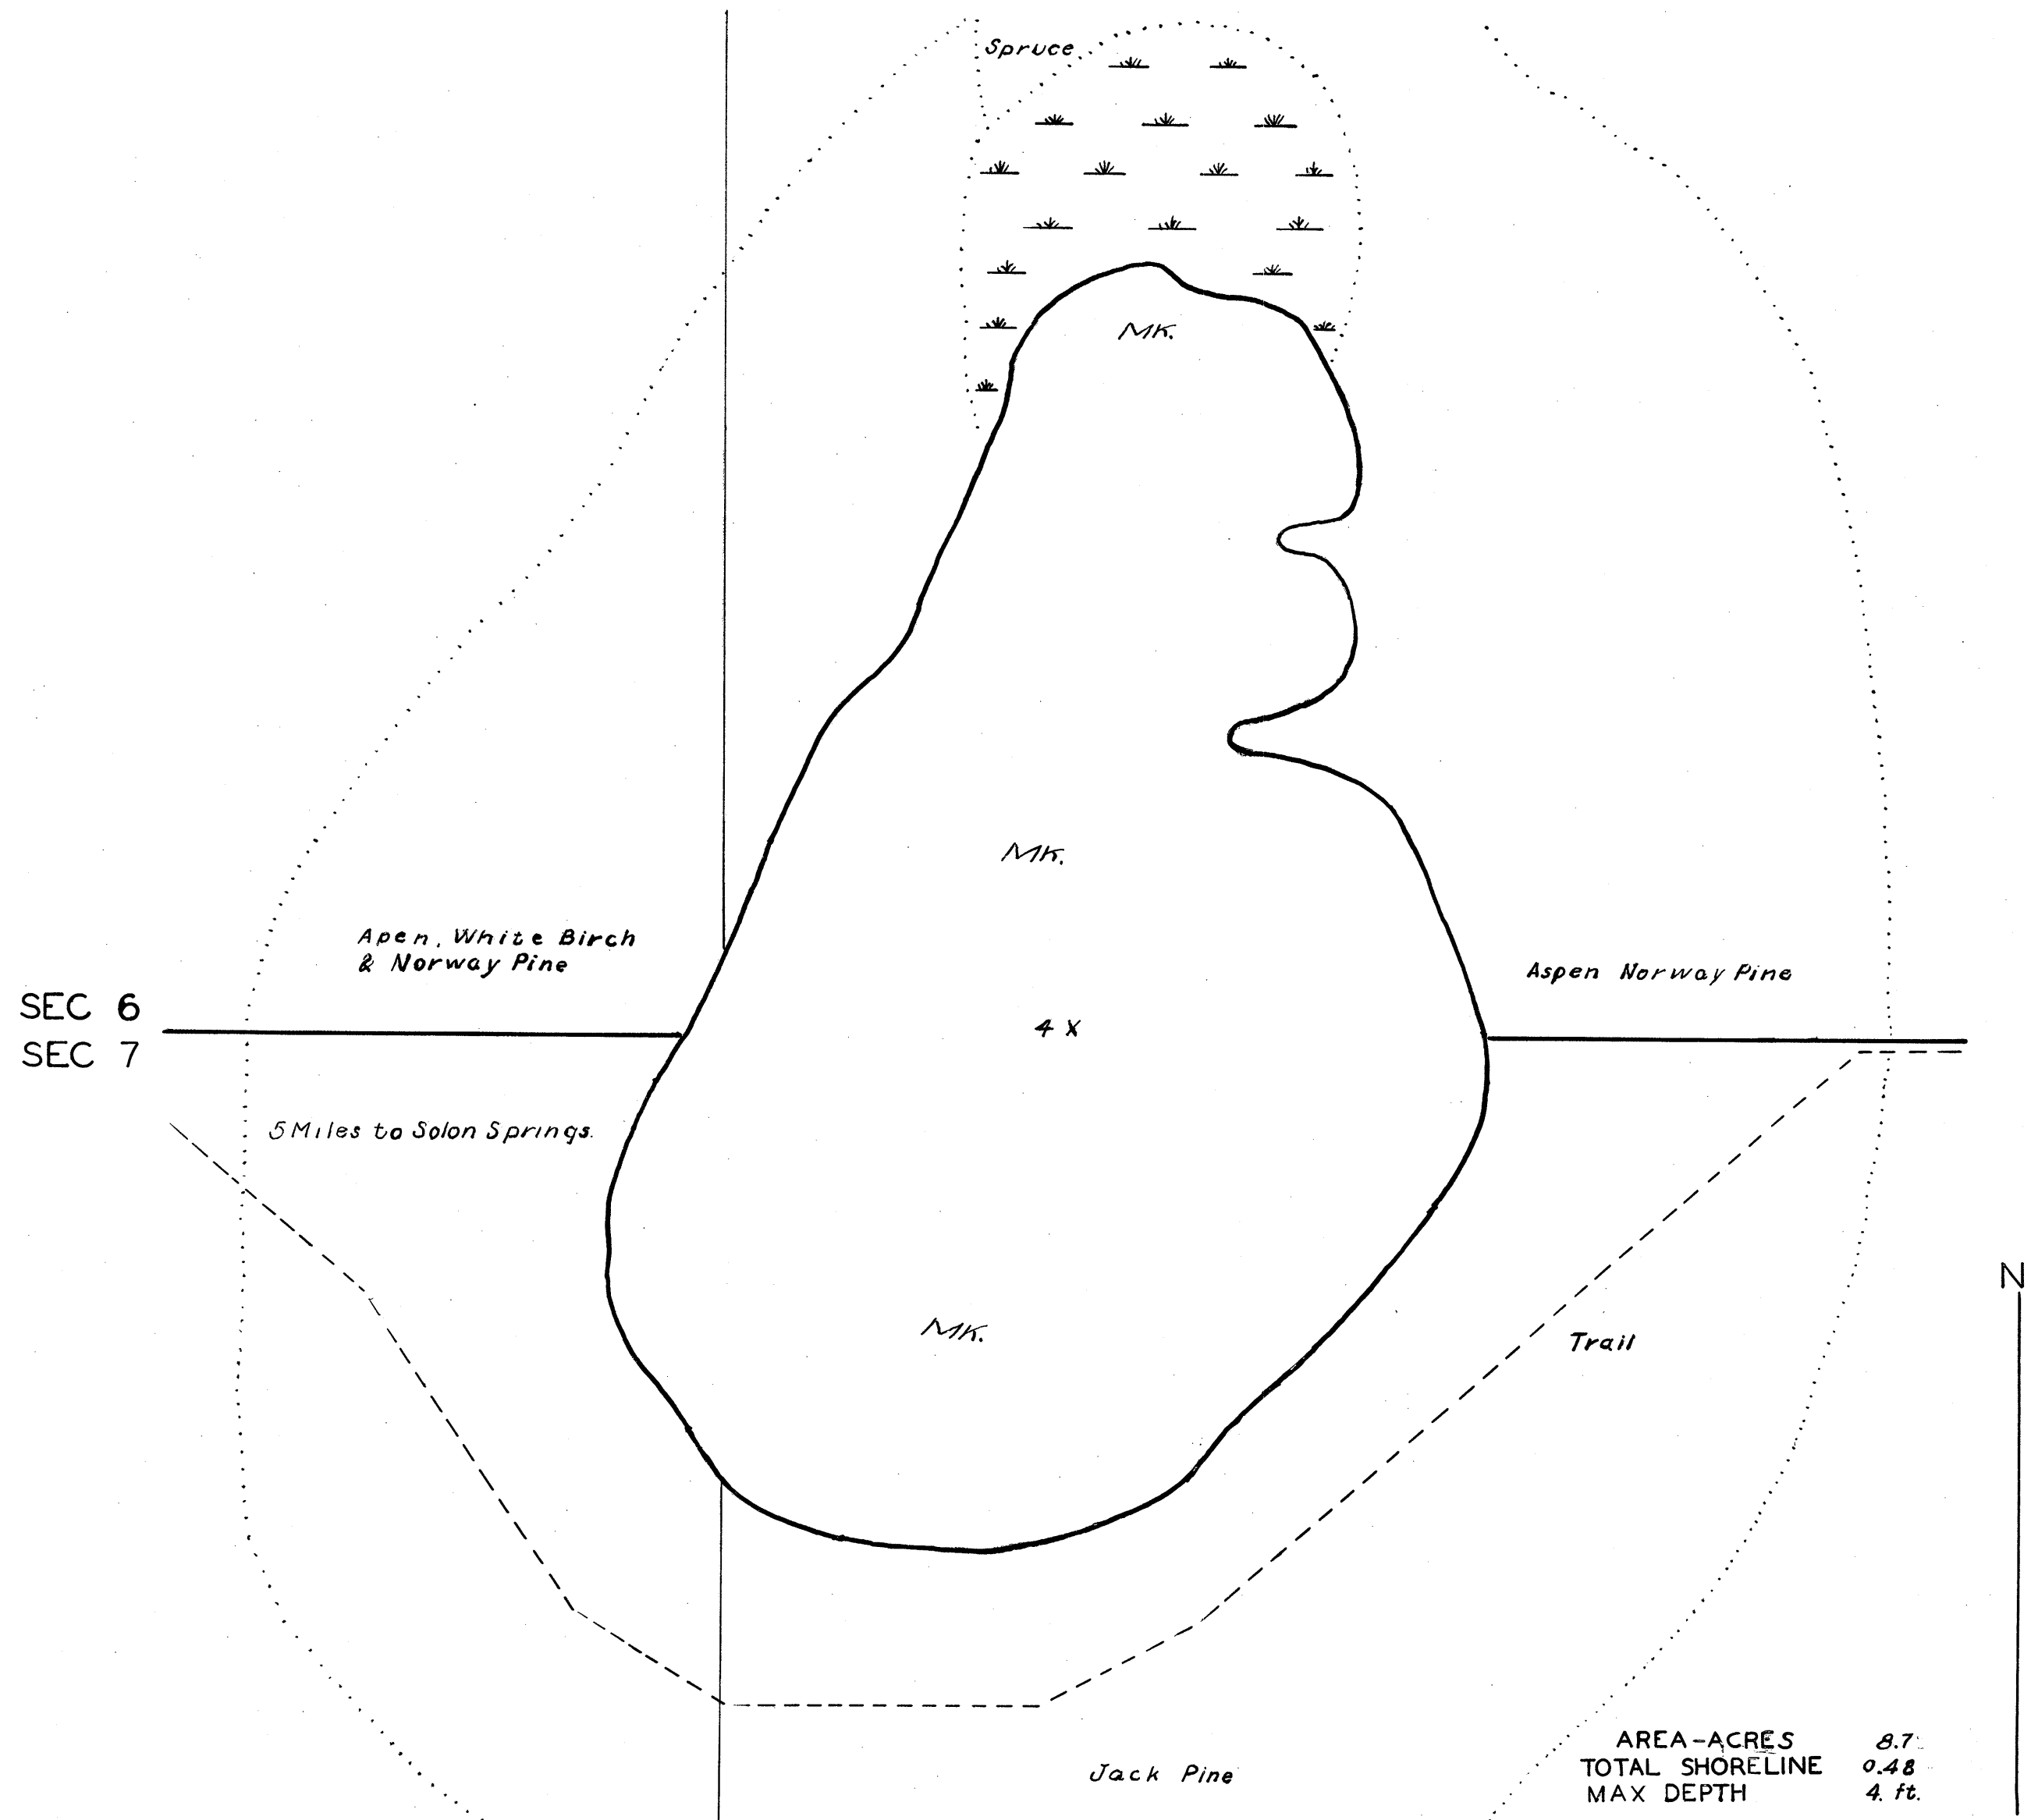 Spruce
MK.
MK.
Apen, White Birch
& Norway Pine
Aspen Norway Pine
SEC 6
4 X
SEC 7
5 Miles to Solon Springs.
N
MK.
Trail
AREA-ACRES 8.7
TOTAL SHORELINE 0.48
MAX DEPTH 4. ft.
Jack Pine